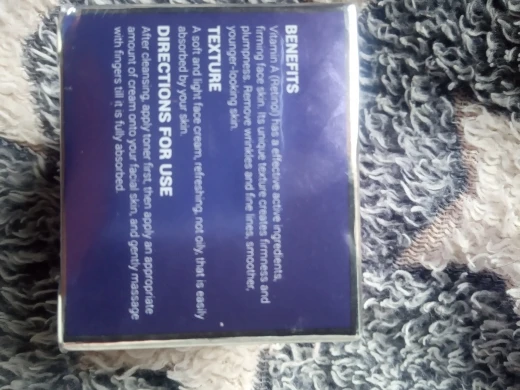 BENEFITS
Vitamin A (Retinol) has a effective active ingredients,
firming face skin. Its unique texture creates firmness and
plumpness. Remove wrinkles and fine lines, smoother,
younger-looking skin.
TEXTURE
A soft and light face cream, refreshing, not oily, that is easily
absorbed by your skin.
DIRECTIONS FOR USE
After cleansing, apply toner first, then apply an appropriate
amount of cream onto your facial skin, and gently massage
with fingers till it is fully absorbed.